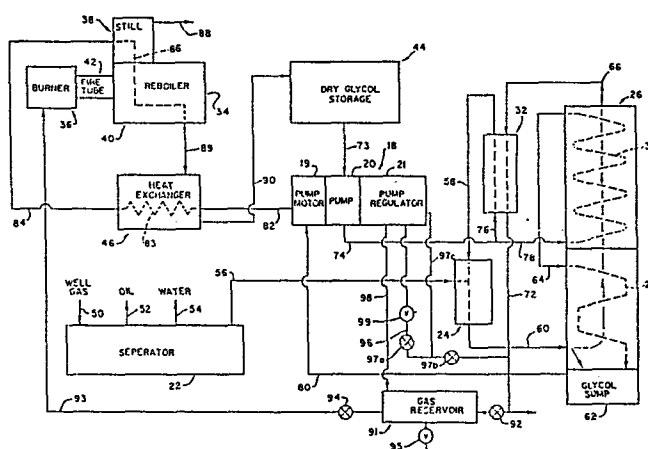 38
STILL
88
66
42
BURNER
FIRE
TUBE
REBOILER
34
36
40
89
44
DRY GLYCOL
STORAGE
73
18
19
20
21
PUMP
MOTOR
PUMP
PUMP
REGULATOR
90
HEAT
EXCHANGER
84
83
46
82
74
76
78
58
32
66
26
64
72
97c
98
99
96
97a
97b
24
60
WELL
GAS
OIL
WATER
50
52
54
56
SEPERATOR
22
80
GLYCOL
SUMP
62
93
94
GAS
RESERVOIR
91
92
95